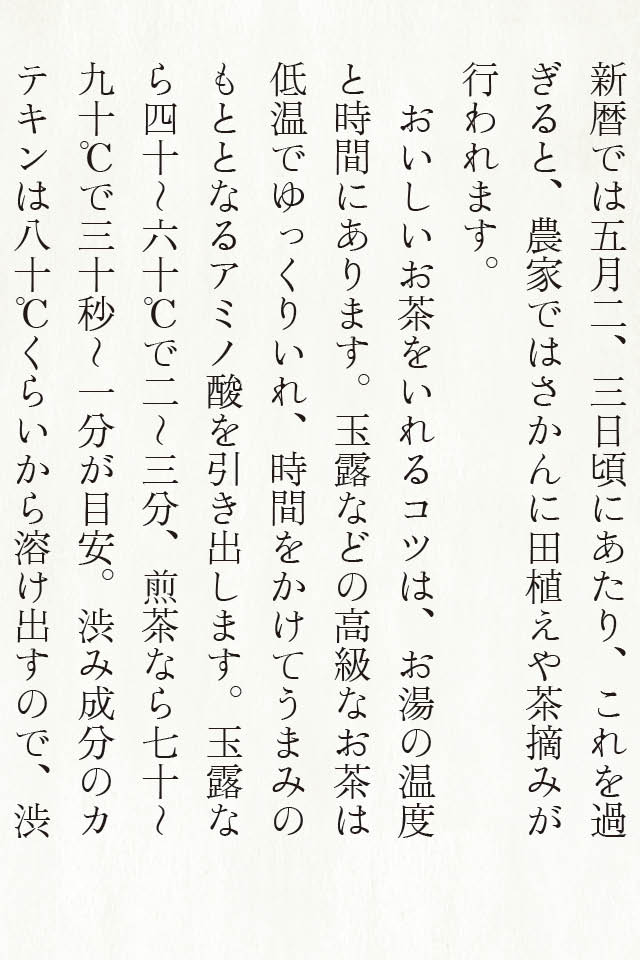 新暦では五月二、三日頃にあたり、これを過
ぎると、農家ではさかんに田植えや茶摘みが
行われます。
　おいしいお茶をいれるコツは、お湯の温度
と時間にあります。玉露などの高級なお茶は
低温でゆっくりいれ、時間をかけてうまみの
もととなるアミノ酸を引き出します。玉露な
ら四十〜六十℃で二〜三分、煎茶なら七十〜
九十℃で三十秒〜一分が目安。渋み成分のカ
テキンは八十℃くらいから溶け出すので、渋